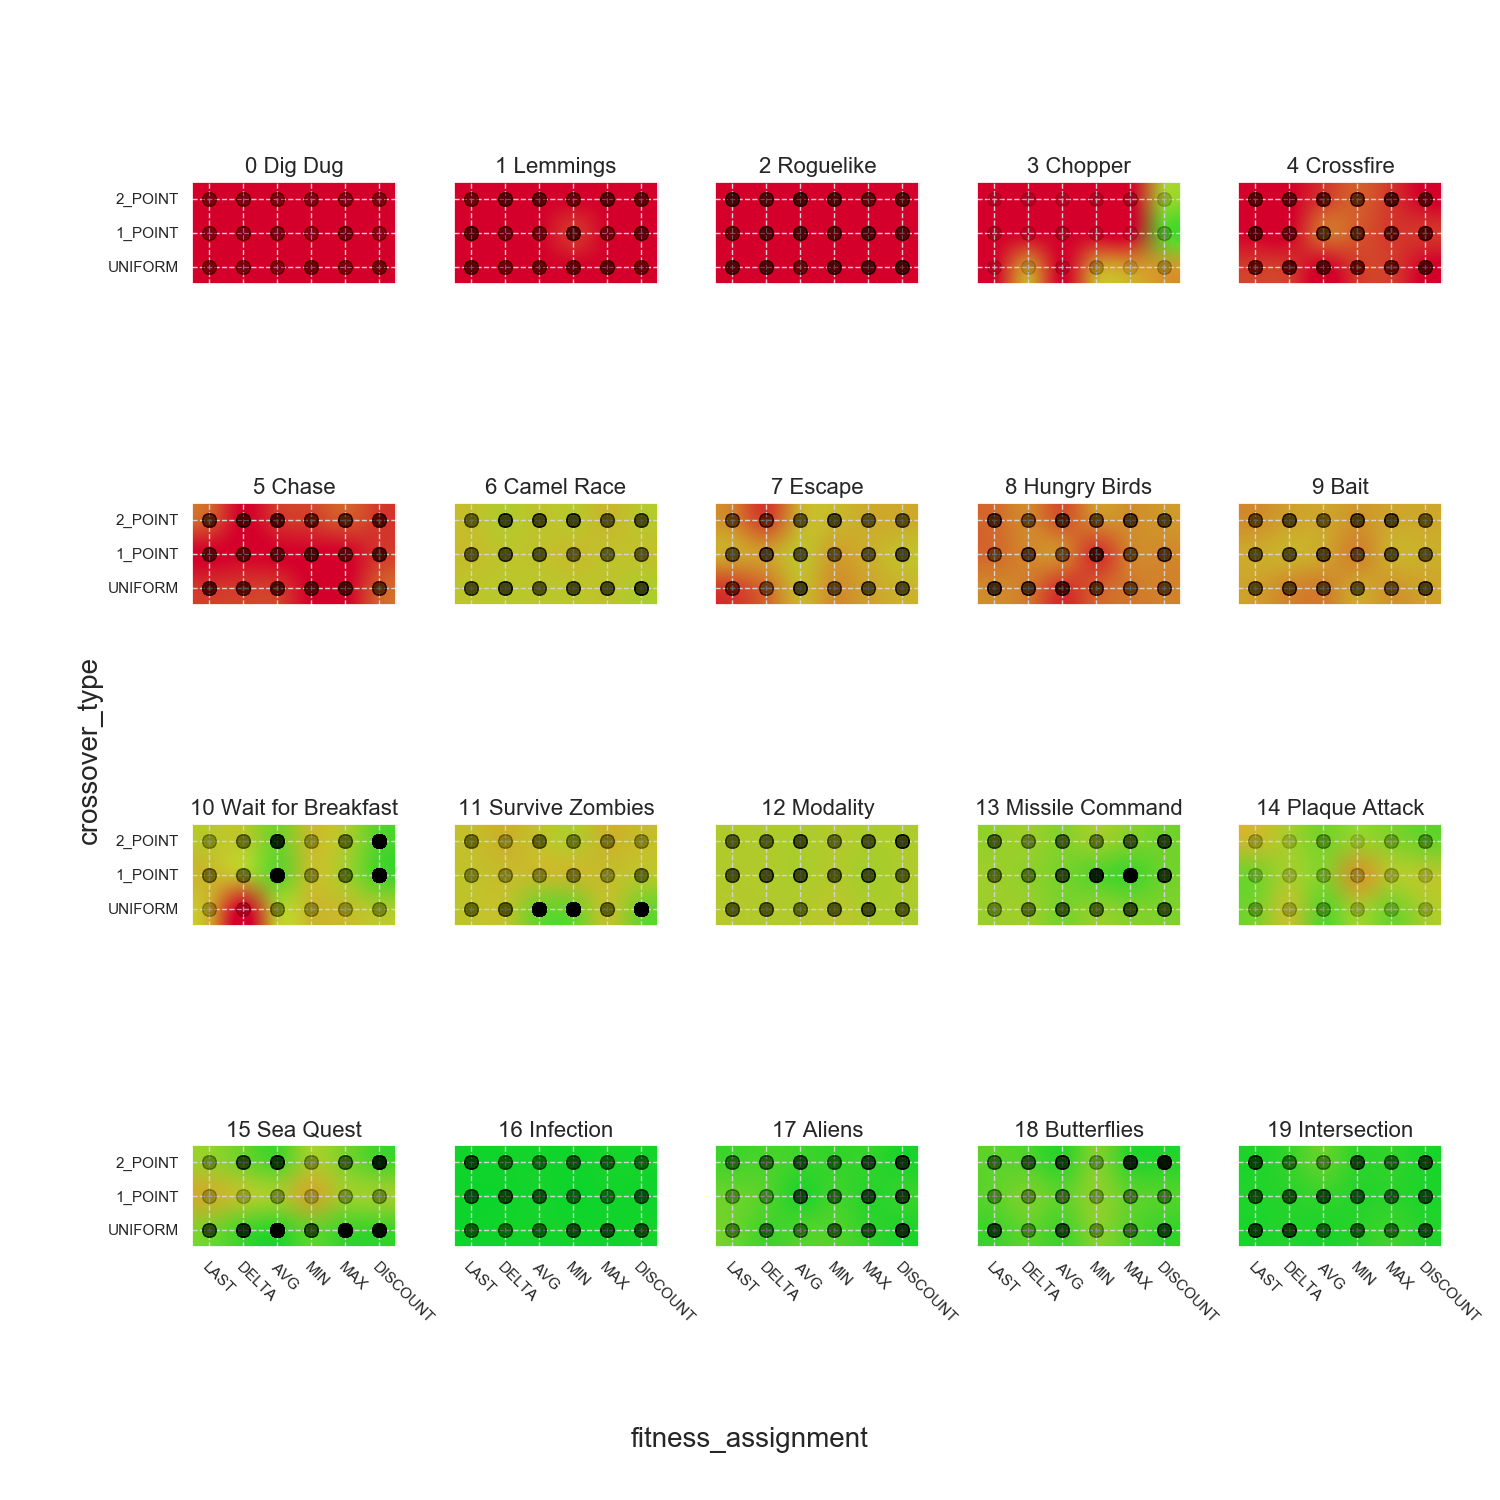 0 Dig Dug
1 Lemmings
2 Roguelike
3 Chopper
4 Crossfire
2_POINT
1_POINT
UNIFORM
5 Chase
6 Camel Race
7 Escape
8 Hungry Birds
9 Bait
2_POINT
1_POINT
UNIFORM
crossover_type
10 Wait for Breakfast
11 Survive Zombies
12 Modality
13 Missile Command
14 Plaque Attack
2_POINT
1_POINT
UNIFORM
15 Sea Quest
16 Infection
17 Aliens
18 Butterflies
19 Intersection
2_POINT
1_POINT
UNIFORM
LAST
DELTA
AVG
MIN
MAX
DISCOUNT
LAST
DELTA
AVG
MIN
MAX
DISCOUNT
LAST
DELTA
AVG
MIN
MAX
DISCOUNT
LAST
DELTA
AVG
MIN
MAX
DISCOUNT
LAST
DELTA
AVG
MIN
MAX
DISCOUNT
fitness_assignment